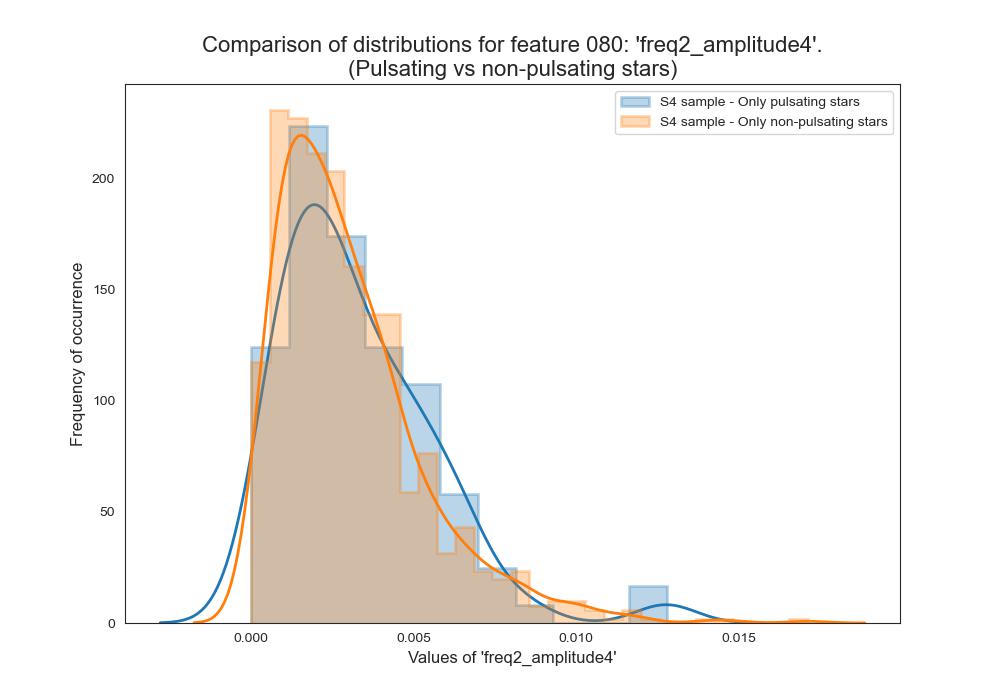 Comparison of distributions for feature 080: 'freq2_amplitude4'.
(Pulsating vs non-pulsating stars)
S4 sample - Only pulsating stars
S4 sample - Only non-pulsating stars
Frequency of occurrence
200
150
100
50
0
0.000 0.005 0.010 0.015
Values of 'freq2_amplitude4'